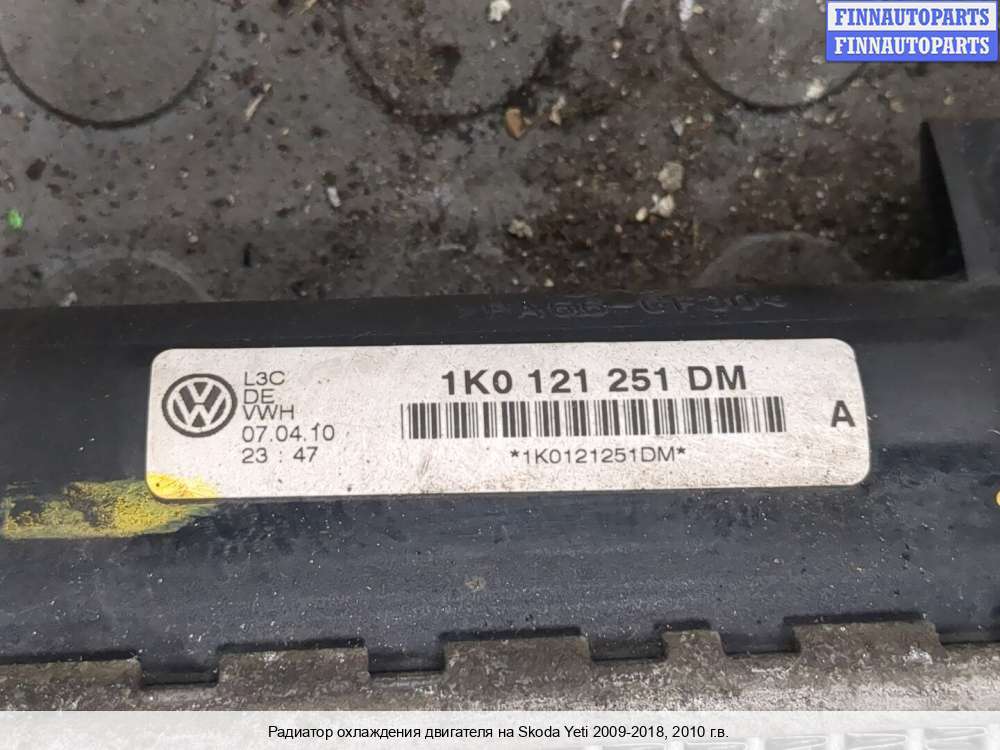 FINNAUTOPARTS
FINNAUTOPARTS
L3C
DE
VWH
07.04.10
23 : 47
1K0 121 251 DM
*1K0121251DM*
A
Радиатор охлаждения двигателя на Skoda Yeti 2009-2018, 2010 г.в.